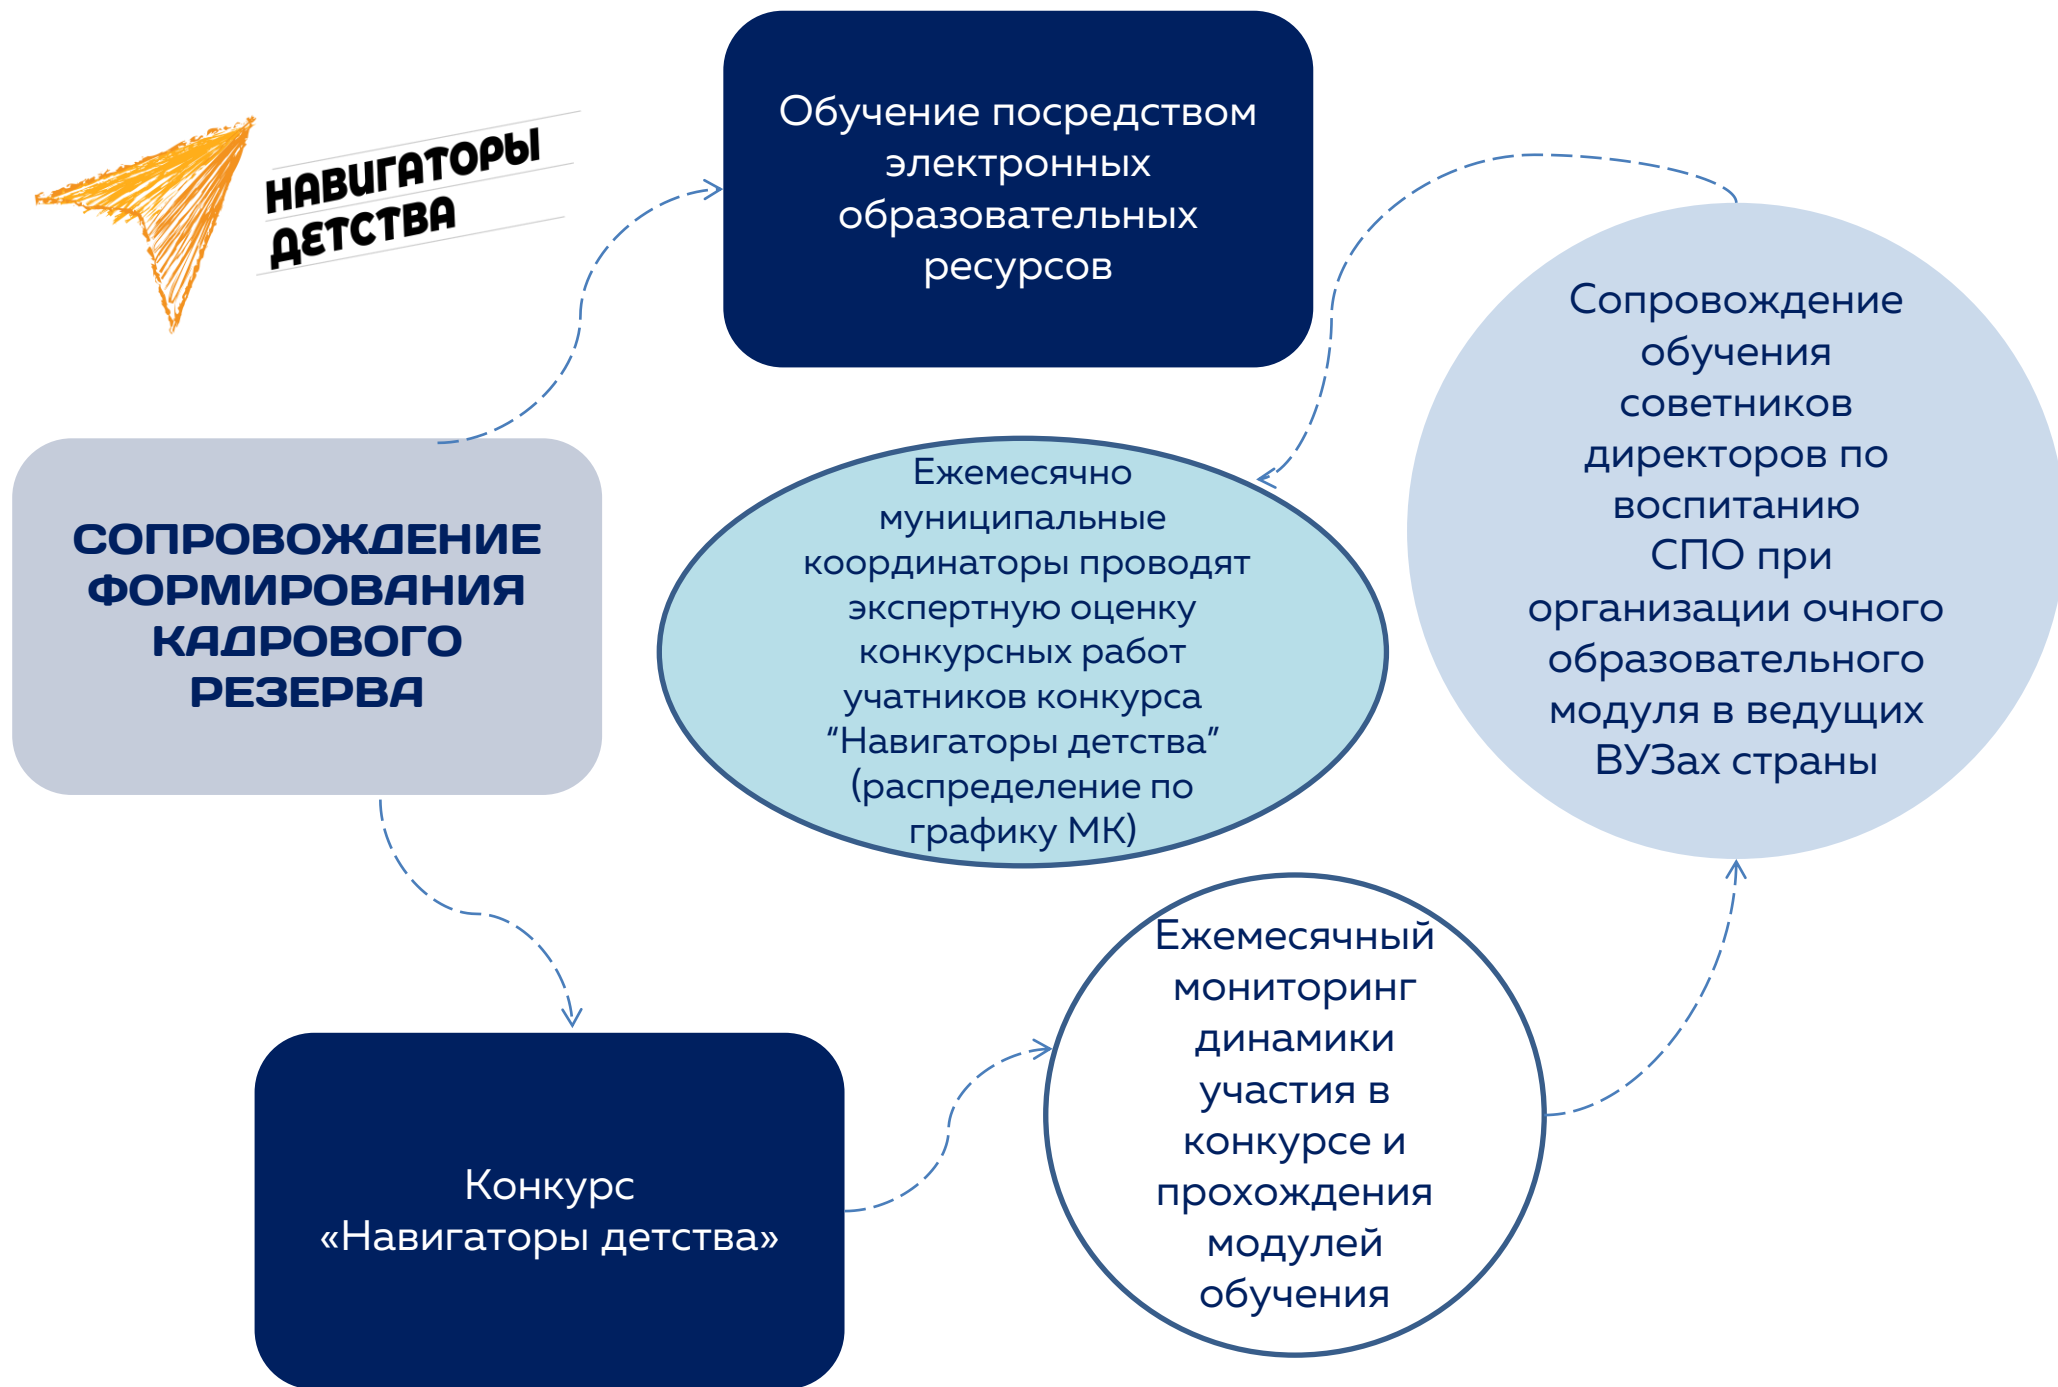 НАВИГАТОРЫ
ДЕТСТВА
Обучение посредством
электронных
образовательных
ресурсов
СОПРОВОЖДЕНИЕ
ФОРМИРОВАНИЯ
КАДРОВОГО
РЕЗЕРВА
Ежемесячно
муниципальные
координаторы проводят
экспертную оценку
конкурсных работ
учатников конкурса
“Навигаторы детства”
(распределение по
графику МК)
Сопровождение
обучения
советников
директоров по
воспитанию
СПО при
организации очного
образовательного
модуля в ведущих
ВУЗах страны
Конкурс
«Навигаторы детства»
Ежемесячный
мониторинг
динамики
участия в
конкурсе и
прохождения
модулей
обучения